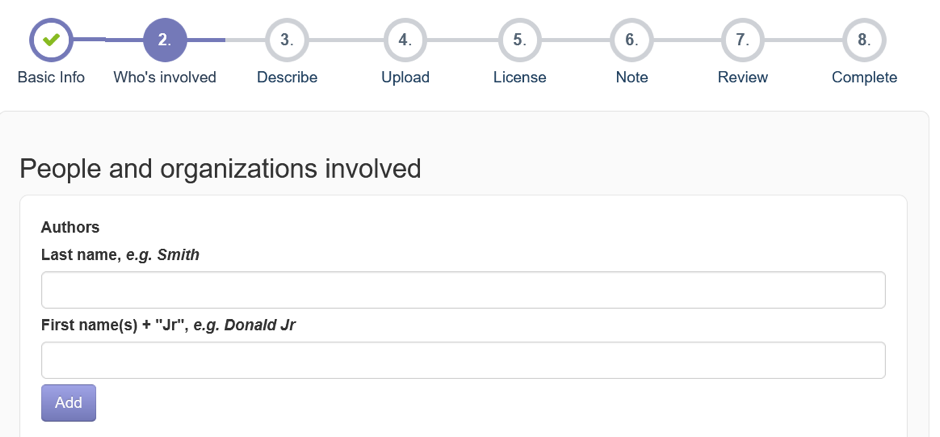 2. 3. 4. 5. 6. 7. 8.
Basic Info Who's involved Describe Upload License Note Review Complete
People and organizations involved
Authors
Last name, e.g. Smith
First name(s) + "Jr", e.g. Donald Jr
Add